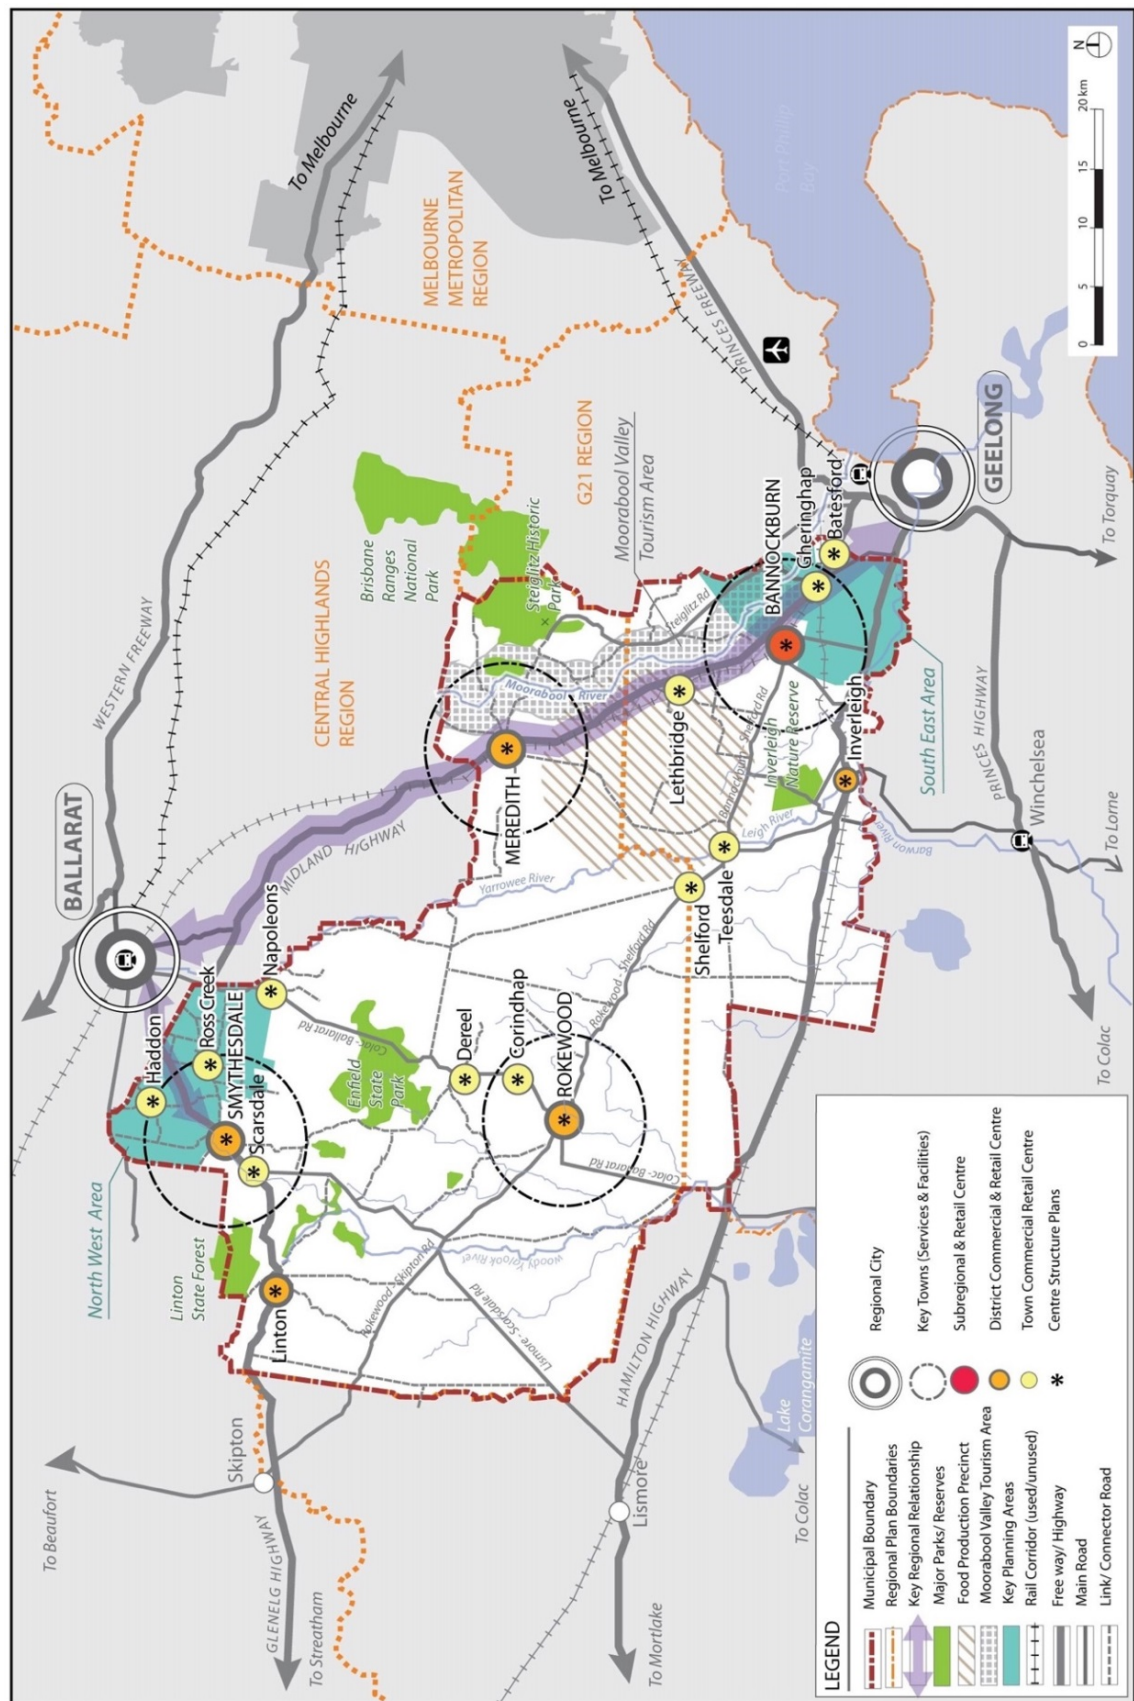 To Beaufort
To Streatham
GLENELG HIGHWAY
Skipton
To Mortlake
Lismore
To Colac
Lake
Corangamite
HAMILTON HIGHWAY
Lismore - Scarsdale Rd
Rokewood - Skipton Rd
Linton
Linton
State Forest
North West Area
Haddon
Ross Creek
SMYTHESDALE
Scarsdale
Napoleons
BALLARAT
WESTERN FREEWAY
MIDLAND HIGHWAY
Enfield
State
Park
Colac- Ballarat Rd
Dereel
Corindhap
ROKEWOOD
Colac- Ballarat Rd
Rokewood - Shelford Rd
Shelford
Teesdale
Yarrowee River
Leigh River
Barwon River
MEREDITH
Moorabool River
Lethbridge
Bannockburn - Shelford Rd
Inverleigh
Nature Reserve
Inverleigh
BANNOCKBURN
Gheringhap
Batesford
Steiglitz Rd
Steiglitz Historic
Park
Brisbane
Ranges
National
Park
CENTRAL HIGHLANDS
REGION
G21 REGION
Moorabool Valley
Tourism Area
MELBOURNE
METROPOLITAN
REGION
To Melbourne
To Melbourne
PRINCES FREEWAY
Port Phillip
Bay
GEELONG
South East Area
PRINCES HIGHWAY
Winchelsea
To Torquay
To Lorne
To Colac
N
0 5 10 15 20 km
LEGEND
Municipal Boundary
Regional Plan Boundaries
Key Regional Relationship
Major Parks/ Reserves
Food Production Precinct
Moorabool Valley Tourism Area
Key Planning Areas
Rail Corridor (used/unused)
Free way/ Highway
Main Road
Link/ Connector Road
Regional City
Key Towns (Services & Facilities)
Subregional & Retail Centre
District Commercial & Retail Centre
Town Commercial Retail Centre
Centre Structure Plans